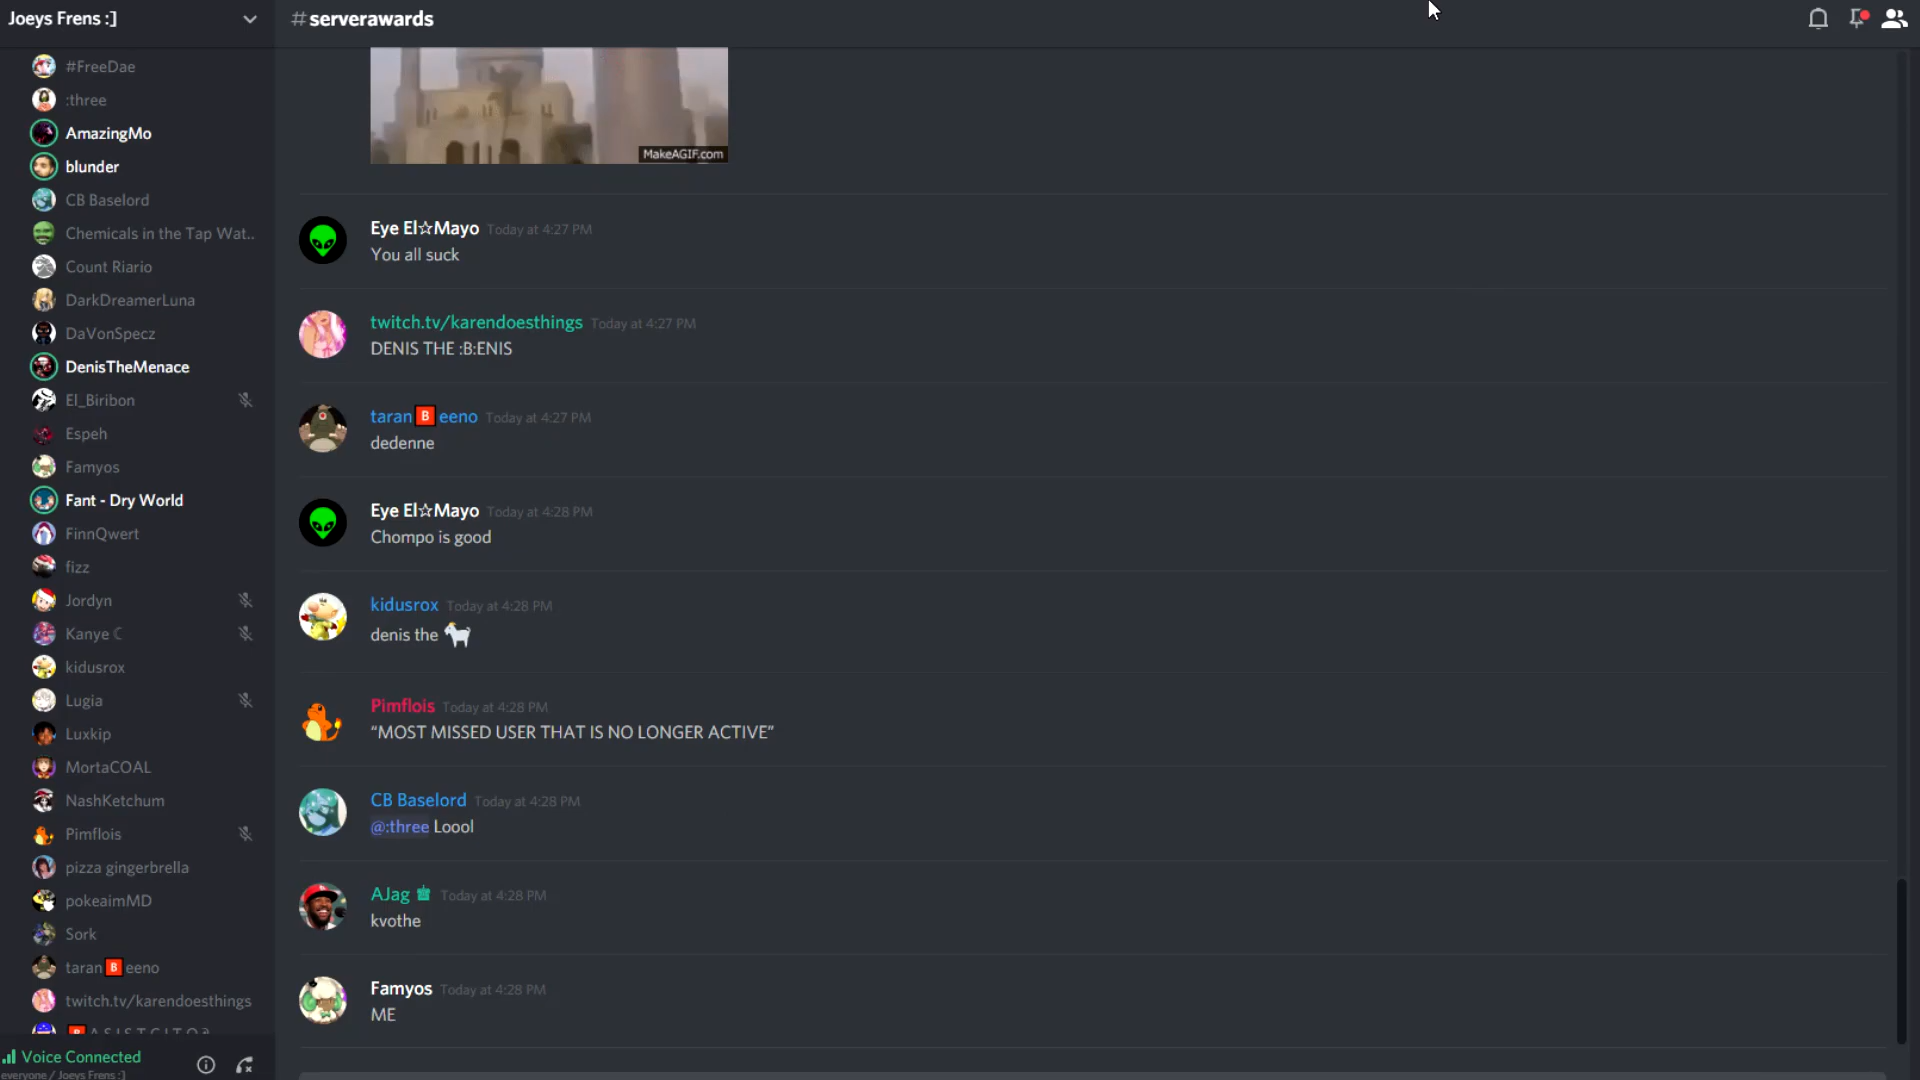 Joeys Frens :]
#FreeDae
:three
AmazingMo
blunder
CB Baselord
Chemicals in the Tap Wat..
Count Riario
DarkDreamerLuna
DaVonSpecz
DenisTheMenace
El_Biribon
Espeh
Famyos
Fant - Dry World
FinnQwert
fizz
Jordyn
Kanye ☾
kidusrox
Lugia
Luxkip
MortaCOAL
NashKetchum
Pimflois
pizza gingerbrella
pokeaimMD
Sork
taran🅱eeno
twitch.tv/karendoesthings
Voice Connected
everyone / Joeys Frens :]
#serverawards
MakeAGIF.com
Eye El☆Mayo Today at 4:27 PM
You all suck
twitch.tv/karendoesthings Today at 4:27 PM
DENIS THE :B:ENIS
taran🅱eeno Today at 4:27 PM
dedenne
Eye El☆Mayo Today at 4:28 PM
Chompo is good
kidusrox Today at 4:28 PM
denis the 🐐
Pimflois Today at 4:28 PM
“MOST MISSED USER THAT IS NO LONGER ACTIVE”
CB Baselord Today at 4:28 PM
@:three Loool
AJag Today at 4:28 PM
kvothe
Famyos Today at 4:28 PM
ME